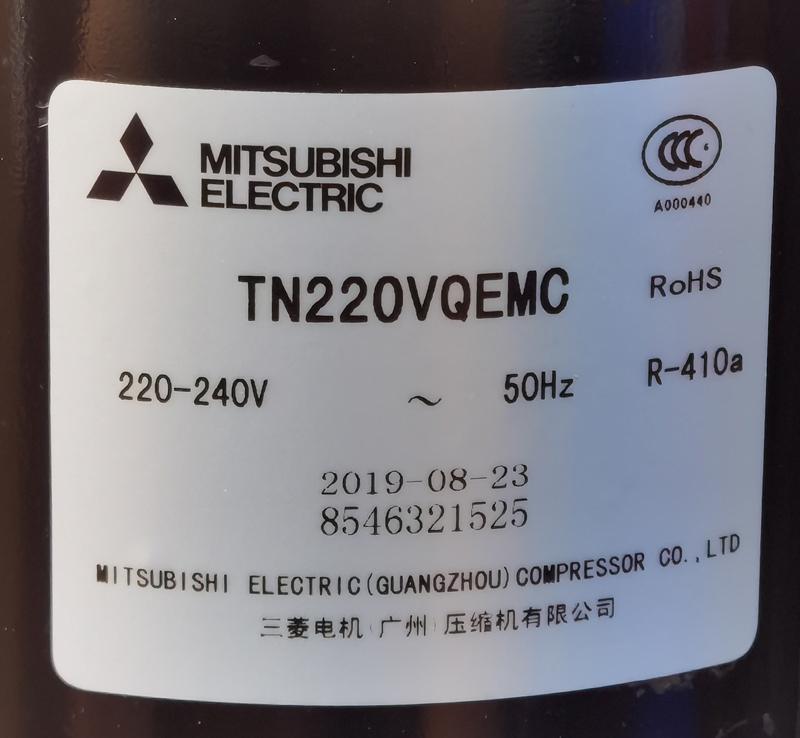 MITSUBISHI
ELECTRIC
CCC
A000440
TN220VQEMC
RoHS
220-240V ~ 50Hz R-410a
2019-08-23
8546321525
MITSUBISHI ELECTRIC(GUANGZHOU)COMPRESSOR CO.,LTD
三菱电机(广州)压缩机有限公司